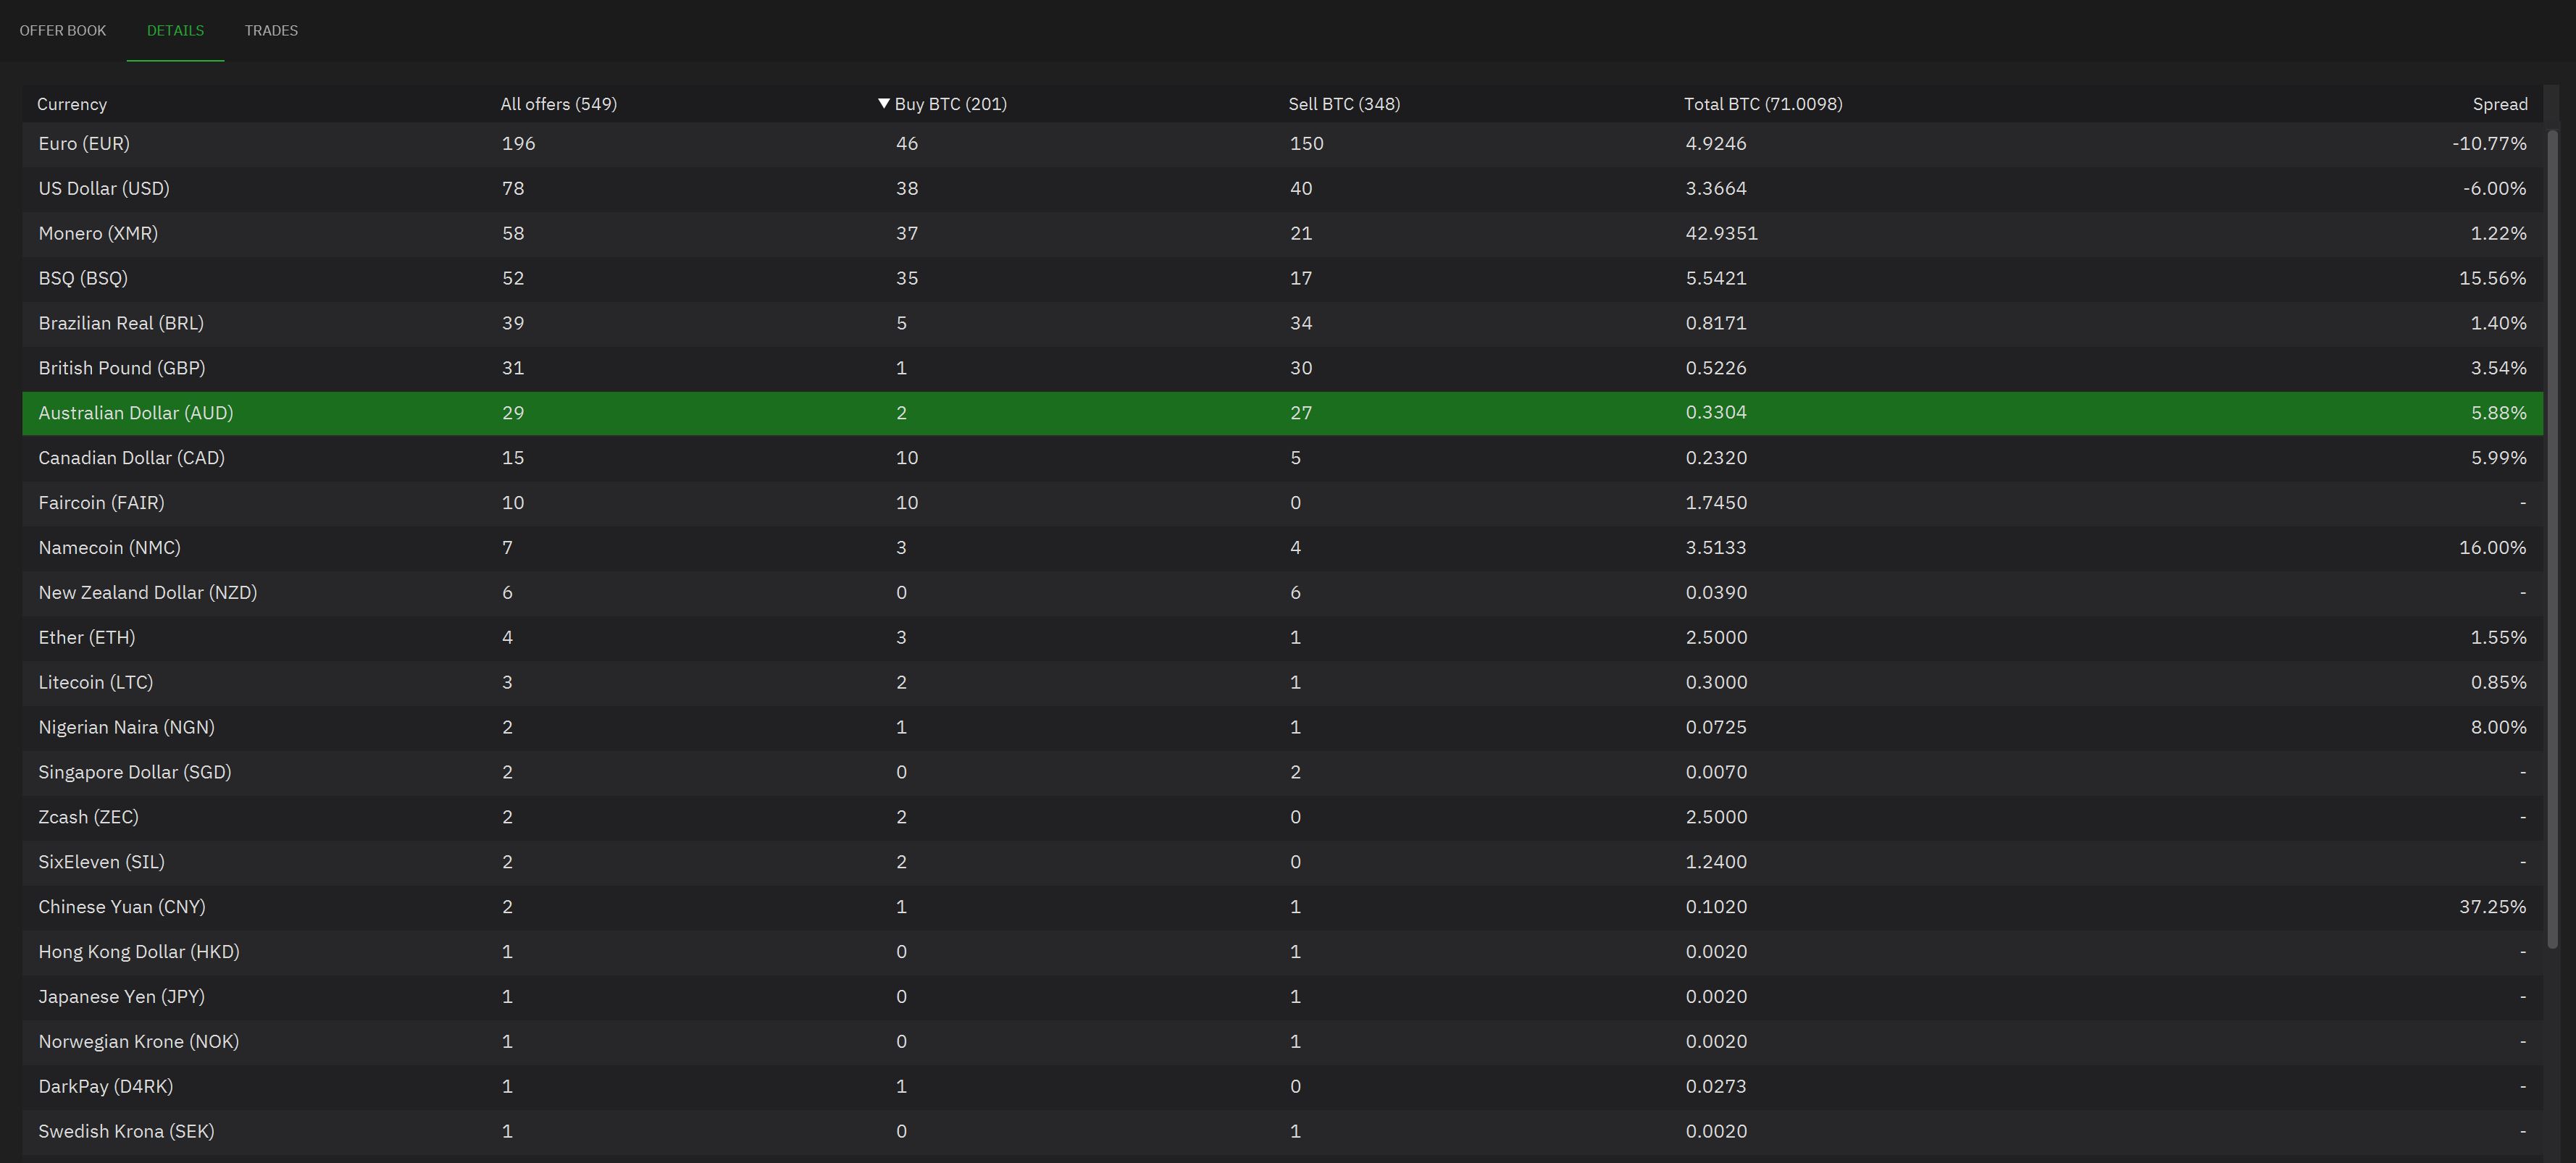 OFFER BOOK DETAILS TRADES
Currency All offers (549) ▼ Buy BTC (201) Sell BTC (348) Total BTC (71.0098) Spread
Euro (EUR) 196 46 150 4.9246 -10.77%
US Dollar (USD) 78 38 40 3.3664 -6.00%
Monero (XMR) 58 37 21 42.9351 1.22%
BSQ (BSQ) 52 35 17 5.5421 15.56%
Brazilian Real (BRL) 39 5 34 0.8171 1.40%
British Pound (GBP) 31 1 30 0.5226 3.54%
Australian Dollar (AUD) 29 2 27 0.3304 5.88%
Canadian Dollar (CAD) 15 10 5 0.2320 5.99%
Faircoin (FAIR) 10 10 0 1.7450 -
Namecoin (NMC) 7 3 4 3.5133 16.00%
New Zealand Dollar (NZD) 6 0 6 0.0390 -
Ether (ETH) 4 3 1 2.5000 1.55%
Litecoin (LTC) 3 2 1 0.3000 0.85%
Nigerian Naira (NGN) 2 1 1 0.0725 8.00%
Singapore Dollar (SGD) 2 0 2 0.0070 -
Zcash (ZEC) 2 2 0 2.5000 -
SixEleven (SIL) 2 2 0 1.2400 -
Chinese Yuan (CNY) 2 1 1 0.1020 37.25%
Hong Kong Dollar (HKD) 1 0 1 0.0020 -
Japanese Yen (JPY) 1 0 1 0.0020 -
Norwegian Krone (NOK) 1 0 1 0.0020 -
DarkPay (D4RK) 1 1 0 0.0273 -
Swedish Krona (SEK) 1 0 1 0.0020 -